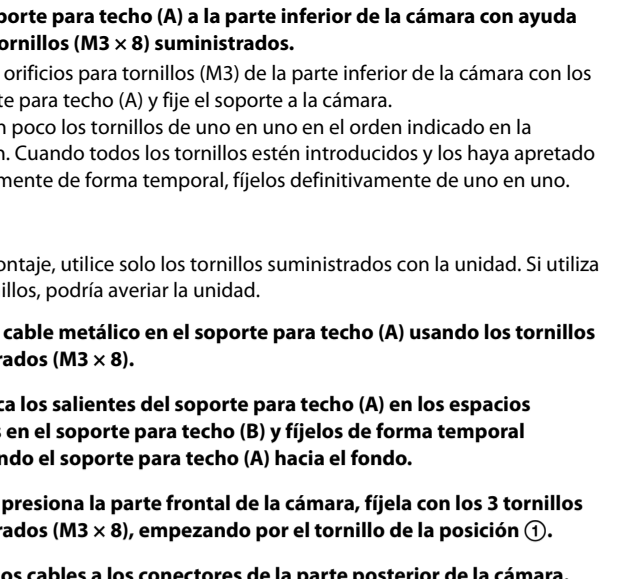 porte para techo (A) a la parte inferior de la cámara con ayuda
ornillos (M3 × 8) suministrados.
orificios para tornillos (M3) de la parte inferior de la cámara con los
te para techo (A) y fije el soporte a la cámara.
n poco los tornillos de uno en uno en el orden indicado en la
n. Cuando todos los tornillos estén introducidos y los haya apretado
mente de forma temporal, fíjelos definitivamente de uno en uno.
ontaje, utilice solo los tornillos suministrados con la unidad. Si utiliza
illos, podría averiar la unidad.
cable metálico en el soporte para techo (A) usando los tornillos
rados (M3 × 8).
ca los salientes del soporte para techo (A) en los espacios
s en el soporte para techo (B) y fíjelos de forma temporal
ndo el soporte para techo (A) hacia el fondo.
presiona la parte frontal de la cámara, fíjela con los 3 tornillos
rados (M3 × 8), empezando por el tornillo de la posición ①.
os cables a los conectores de la parte posterior de la cámara.